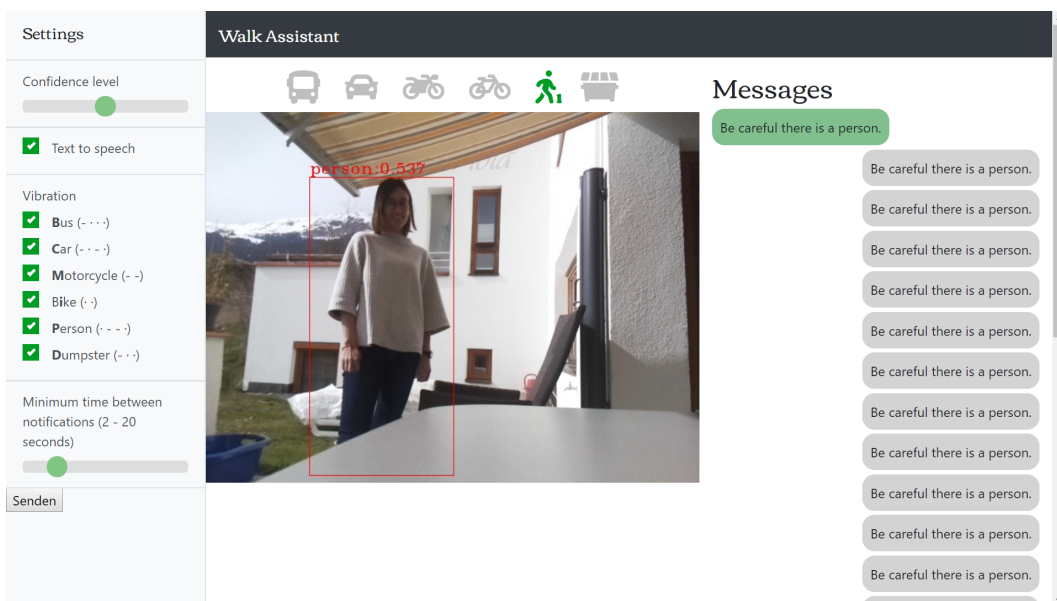 Settings
Walk Assistant
Confidence level
Text to speech
Vibration
Bus (- · · ·)
Car (- · - ·)
Motorcycle (- -)
Bike (· ·)
Person (· - - ·)
Dumpster (- · ·)
Minimum time between
notifications (2 - 20
seconds)
Senden
1
person:0.537
Messages
Be careful there is a person.
Be careful there is a person.
Be careful there is a person.
Be careful there is a person.
Be careful there is a person.
Be careful there is a person.
Be careful there is a person.
Be careful there is a person.
Be careful there is a person.
Be careful there is a person.
Be careful there is a person.
Be careful there is a person.